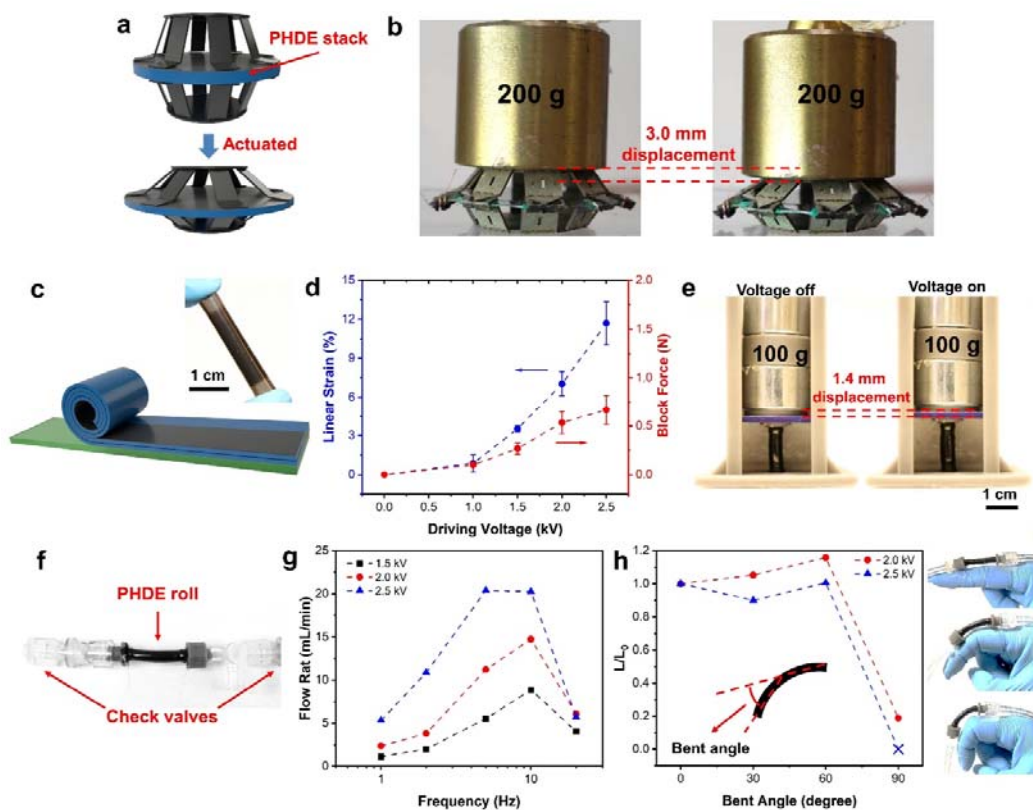 a
PHDE stack
Actuated
b
200 g
200 g
3.0 mm
displacement
c
1 cm
d
Linear Strain (%)
15
12
9
6
3
0
2.0
1.5
1.0
0.5
0.0
Block Force (N)
0.0 0.5 1.0 1.5 2.0 2.5
Driving Voltage (kV)
e
Voltage off
Voltage on
100 g
100 g
1.4 mm
displacement
1 cm
f
PHDE roll
Check valves
g
Flow Rat (mL/min)
25
20
15
10
5
0
1.5 kV
2.0 kV
2.5 kV
1 10
Frequency (Hz)
h
L/L0
1.2
1.0
0.8
0.6
0.4
0.2
0.0
2.0 kV
2.5 kV
Bent angle
0 30 60 90
Bent Angle (degree)